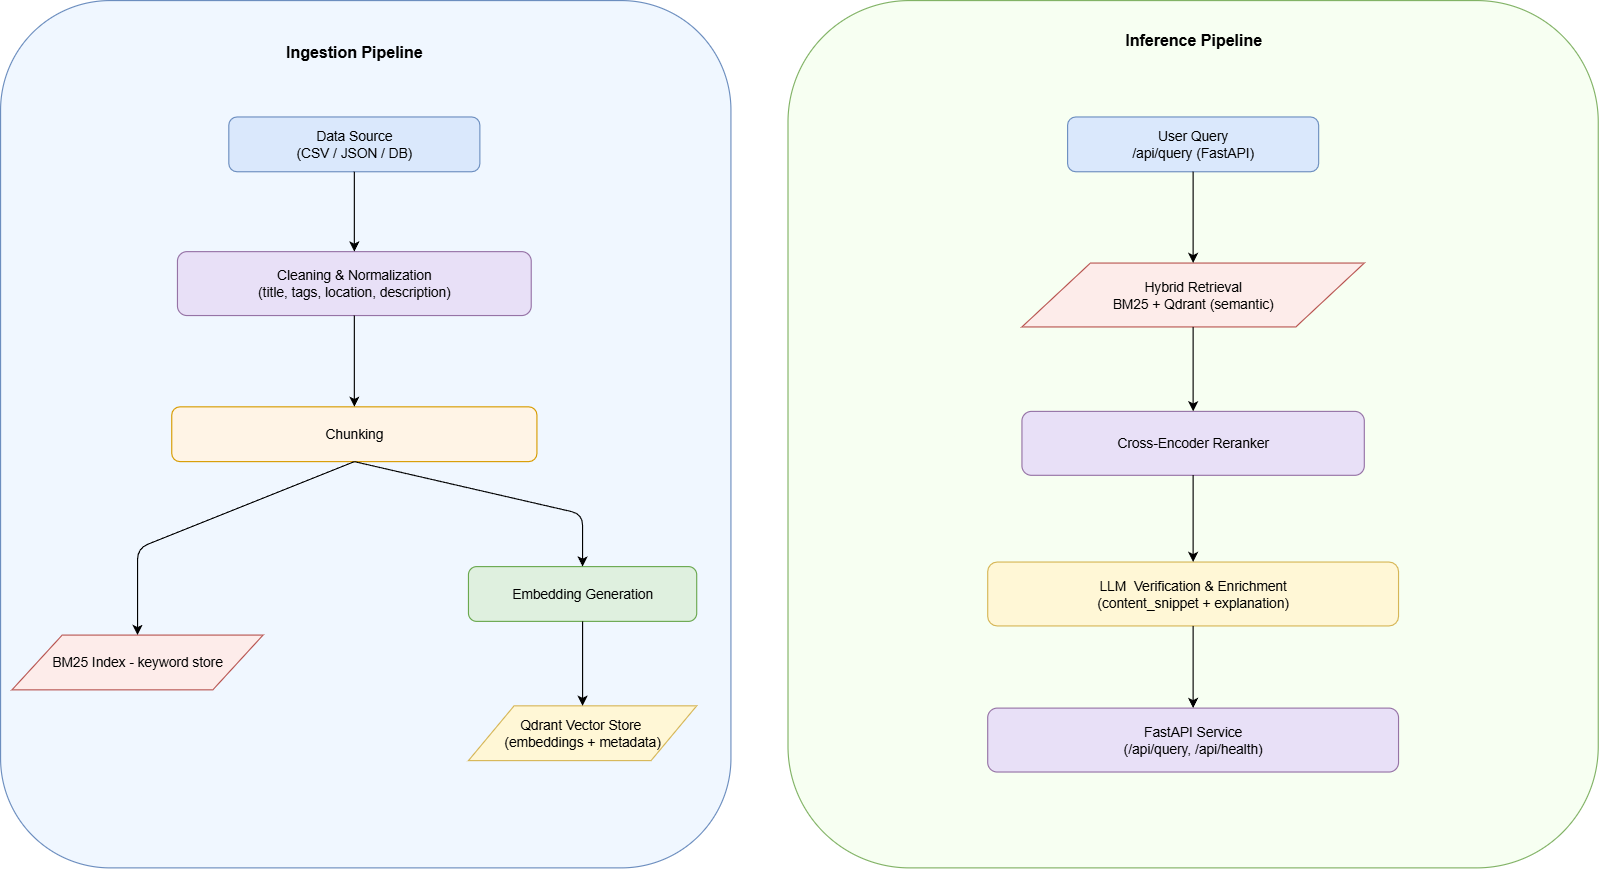 Ingestion Pipeline
Data Source
(CSV / JSON / DB)
Cleaning & Normalization
(title, tags, location, description)
Chunking
Embedding Generation
BM25 Index - keyword store
Qdrant Vector Store
(embeddings + metadata)
Inference Pipeline
User Query
/api/query (FastAPI)
Hybrid Retrieval
BM25 + Qdrant (semantic)
Cross-Encoder Reranker
LLM  Verification & Enrichment
(content_snippet + explanation)
FastAPI Service
(/api/query, /api/health)